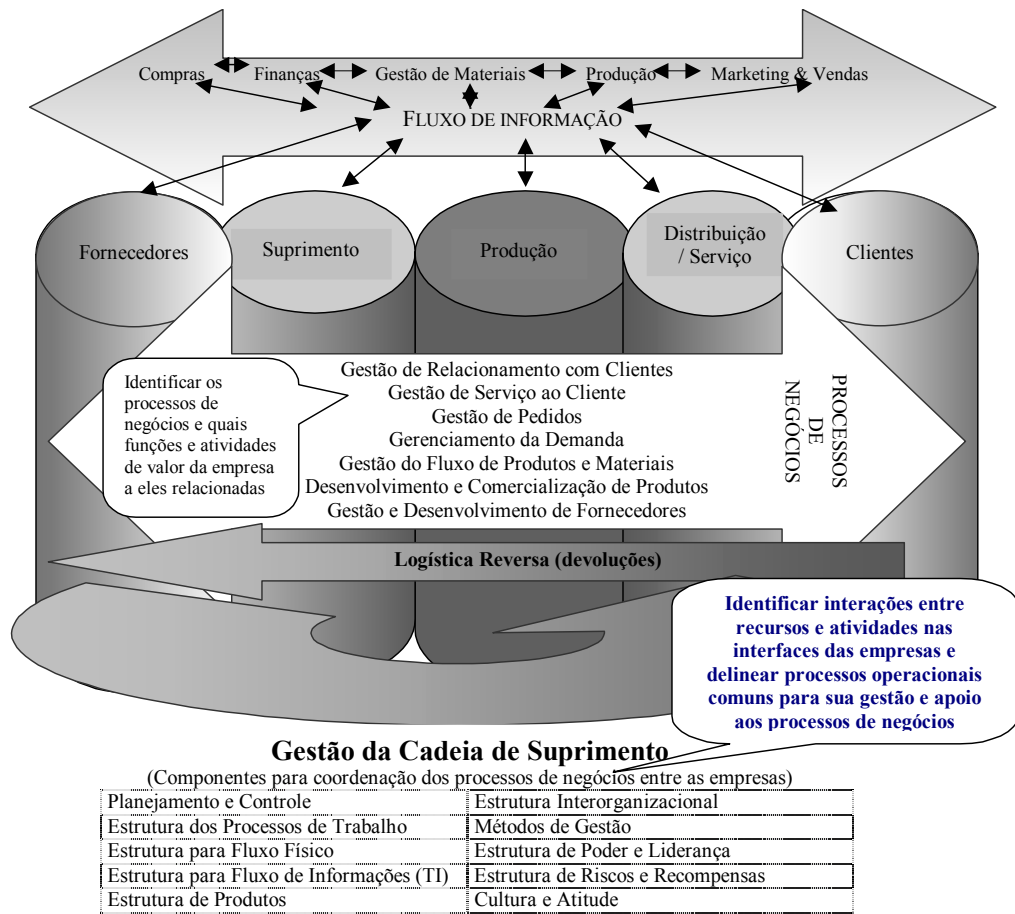 Compras Finanças Gestão de Materiais Produção Marketing & Vendas
FLUXO DE INFORMAÇÃO
Fornecedores
Suprimento
Produção
Distribuição
/ Serviço
Clientes
Identificar os
processos de
negócios e quais
funções e atividades
de valor da empresa
a eles relacionadas
Gestão de Relacionamento com Clientes
Gestão de Serviço ao Cliente
Gestão de Pedidos
Gerenciamento da Demanda
Gestão do Fluxo de Produtos e Materiais
Desenvolvimento e Comercialização de Produtos
Gestão e Desenvolvimento de Fornecedores
PROCESSOS
DE
NEGÓCIOS
Logística Reversa (devoluções)
Identificar interações entre
recursos e atividades nas
interfaces das empresas e
delinear processos operacionais
comuns para sua gestão e apoio
aos processos de negócios
Gestão da Cadeia de Suprimento
(Componentes para coordenação dos processos de negócios entre as empresas)
Planejamento e Controle Estrutura Interorganizacional
Estrutura dos Processos de Trabalho Métodos de Gestão
Estrutura para Fluxo Físico Estrutura de Poder e Liderança
Estrutura para Fluxo de Informações (TI) Estrutura de Riscos e Recompensas
Estrutura de Produtos Cultura e Atitude